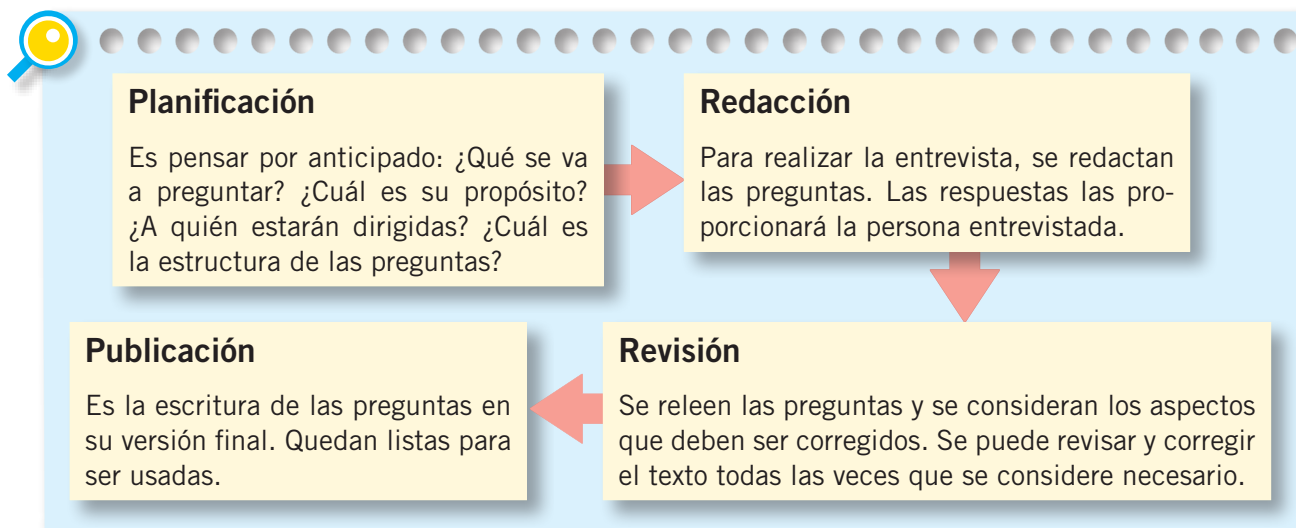 Planificación
Es pensar por anticipado: ¿Qué se va
a preguntar? ¿Cuál es su propósito?
¿A quién estarán dirigidas? ¿Cuál es
la estructura de las preguntas?
Redacción
Para realizar la entrevista, se redactan
las preguntas. Las respuestas las pro-
porcionará la persona entrevistada.
Revisión
Se releen las preguntas y se consideran los aspectos
que deben ser corregidos. Se puede revisar y corregir
el texto todas las veces que se considere necesario.
Publicación
Es la escritura de las preguntas en
su versión final. Quedan listas para
ser usadas.